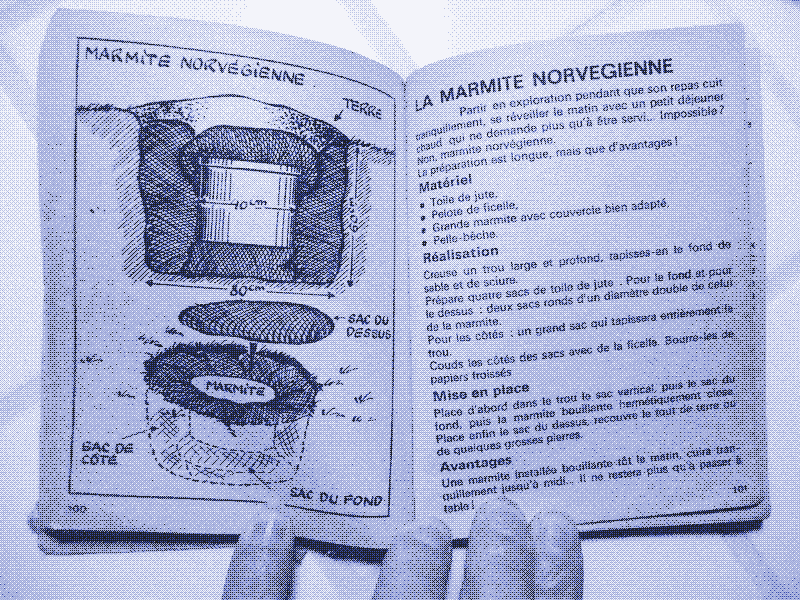 MARMITE NORVÉGIENNE
TERRE
40cm
60cm
80cm
SAC DU
DESSUS
MARMITE
SAC DE
CÔTÉ
SAC DU FOND
100
LA MARMITE NORVEGIENNE
Partir en exploration pendant que son repas cuit
tranquillement, se réveiller le matin avec un petit déjeuner
chaud qui ne demande plus qu'à être servi... Impossible ?
Non, marmite norvégienne.
La préparation est longue, mais que d'avantages !
Matériel
• Toile de jute,
• Pelote de ficelle,
• Grande marmite avec couvercle bien adapté,
• Pelle-bêche.
Réalisation
Creuse un trou large et profond, tapisses-en le fond de
sable et de sciure.
Prépare quatre sacs de toile de jute : Pour le fond et pour
le dessus : deux sacs ronds d'un diamètre double de celui
de la marmite.
Pour les côtés : un grand sac qui tapissera entièrement le
trou.
Couds les côtés des sacs avec de la ficelle. Bourre-les de
papiers froissés
Mise en place
Place d'abord dans le trou le sac vertical, puis le sac du
fond, puis la marmite bouillante hermétiquement close
Place enfin le sac du dessus, recouvre le tout de terre ou
de quelques grosses pierres.
Avantages
Une marmite installée bouillante tôt le matin, cuira tran-
quillement jusqu'à midi... Il ne restera plus qu'à passer à
table !
101